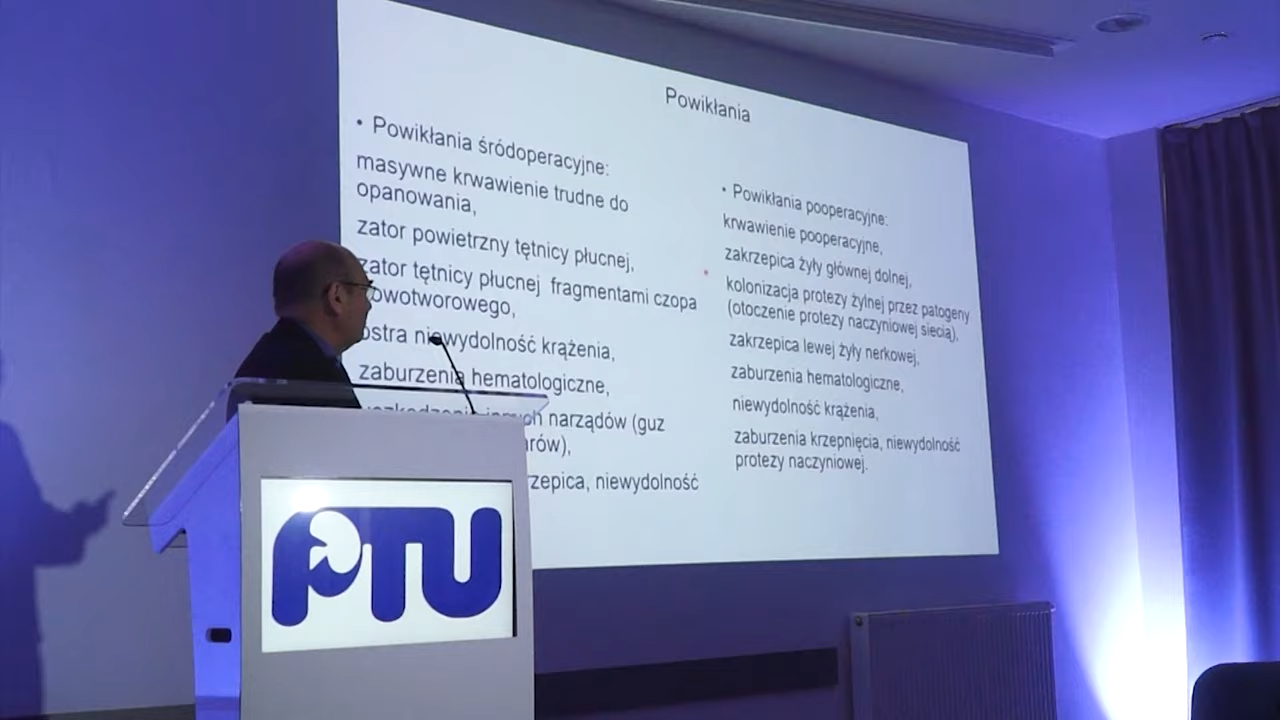 Powikłania
• Powikłania śródoperacyjne:
masywne krwawienie trudne do
opanowania,
zator powietrzny tętnicy płucnej,
zator tętnicy płucnej fragmentami czopa
owotworowego,
ostra niewydolność krążenia,
zaburzenia hematologiczne,
narządów (guz
rzepica, niewydolność
• Powikłania pooperacyjne:
krwawienie pooperacyjne,
zakrzepica żyły głównej dolnej,
kolonizacja protezy żylnej przez patogeny
(otoczenie protezy naczyniowej siecią),
zakrzepica lewej żyły nerkowej,
zaburzenia hematologiczne,
niewydolność krążenia,
zaburzenia krzepnięcia, niewydolność
protezy naczyniowej.
PTU